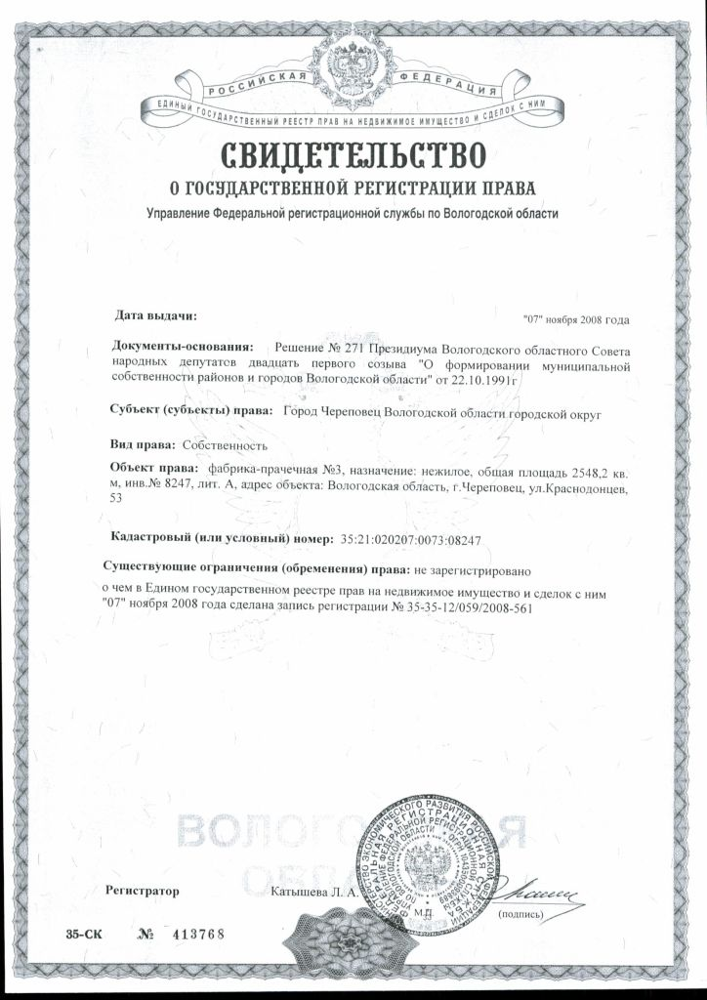 РОССИЙСКАЯ ФЕДЕРАЦИЯ
ЕДИНЫЙ ГОСУДАРСТВЕННЫЙ РЕЕСТР ПРАВ НА НЕДВИЖИМОЕ ИМУЩЕСТВО И СДЕЛОК С НИМ
СВИДЕТЕЛЬСТВО
О ГОСУДАРСТВЕННОЙ РЕГИСТРАЦИИ ПРАВА
Управление Федеральной регистрационной службы по Вологодской области
Дата выдачи: "07" ноября 2008 года
Документы-основания: Решение № 271 Президиума Вологодского областного Совета
народных депутатов двадцать первого созыва "О формировании муниципальной
собственности районов и городов Вологодской области" от 22.10.1991г
Субъект (субъекты) права: Город Череповец Вологодской области городской округ
Вид права: Собственность
Объект права: фабрика-прачечная №3, назначение: нежилое, общая площадь 2548,2 кв.
м, инв.№ 8247, лит. А, адрес объекта: Вологодская область, г.Череповец, ул.Краснодонцев,
53
Кадастровый (или условный) номер: 35:21:020207:0073:08247
Существующие ограничения (обременения) права: не зарегистрировано
о чем в Едином государственном реестре прав на недвижимое имущество и сделок с ним
"07" ноября 2008 года сделана запись регистрации № 35-35-12/059/2008-561
Регистратор Катышева Л. А.
М.П.
(подпись)
35-СК № 413768